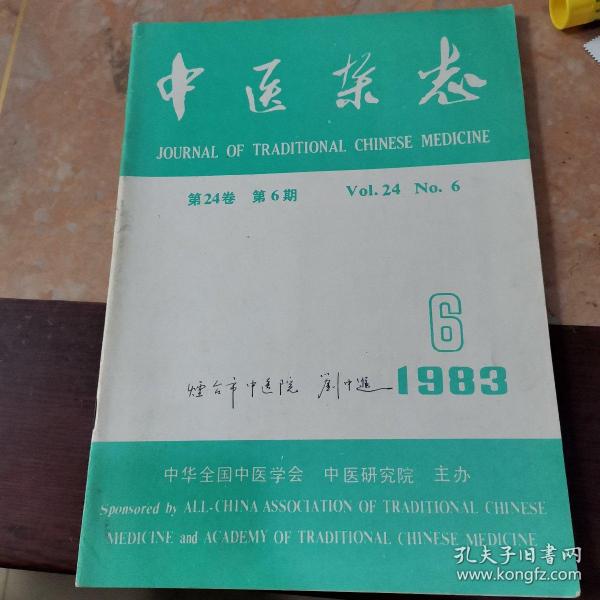 中医杂志
JOURNAL OF TRADITIONAL CHINESE MEDICINE
第24卷 第6期 Vol.24 No.6
6
1983
烟台市中医院 劉中進
中华全国中医学会 中医研究院 主办
Sponsored by ALL-CHINA ASSOCIATION OF TRADITIONAL CHINESE
MEDICINE and ACADEMY OF TRADITIONAL CHINESE MEDICINE
孔夫子旧书网
www.kongfz.com